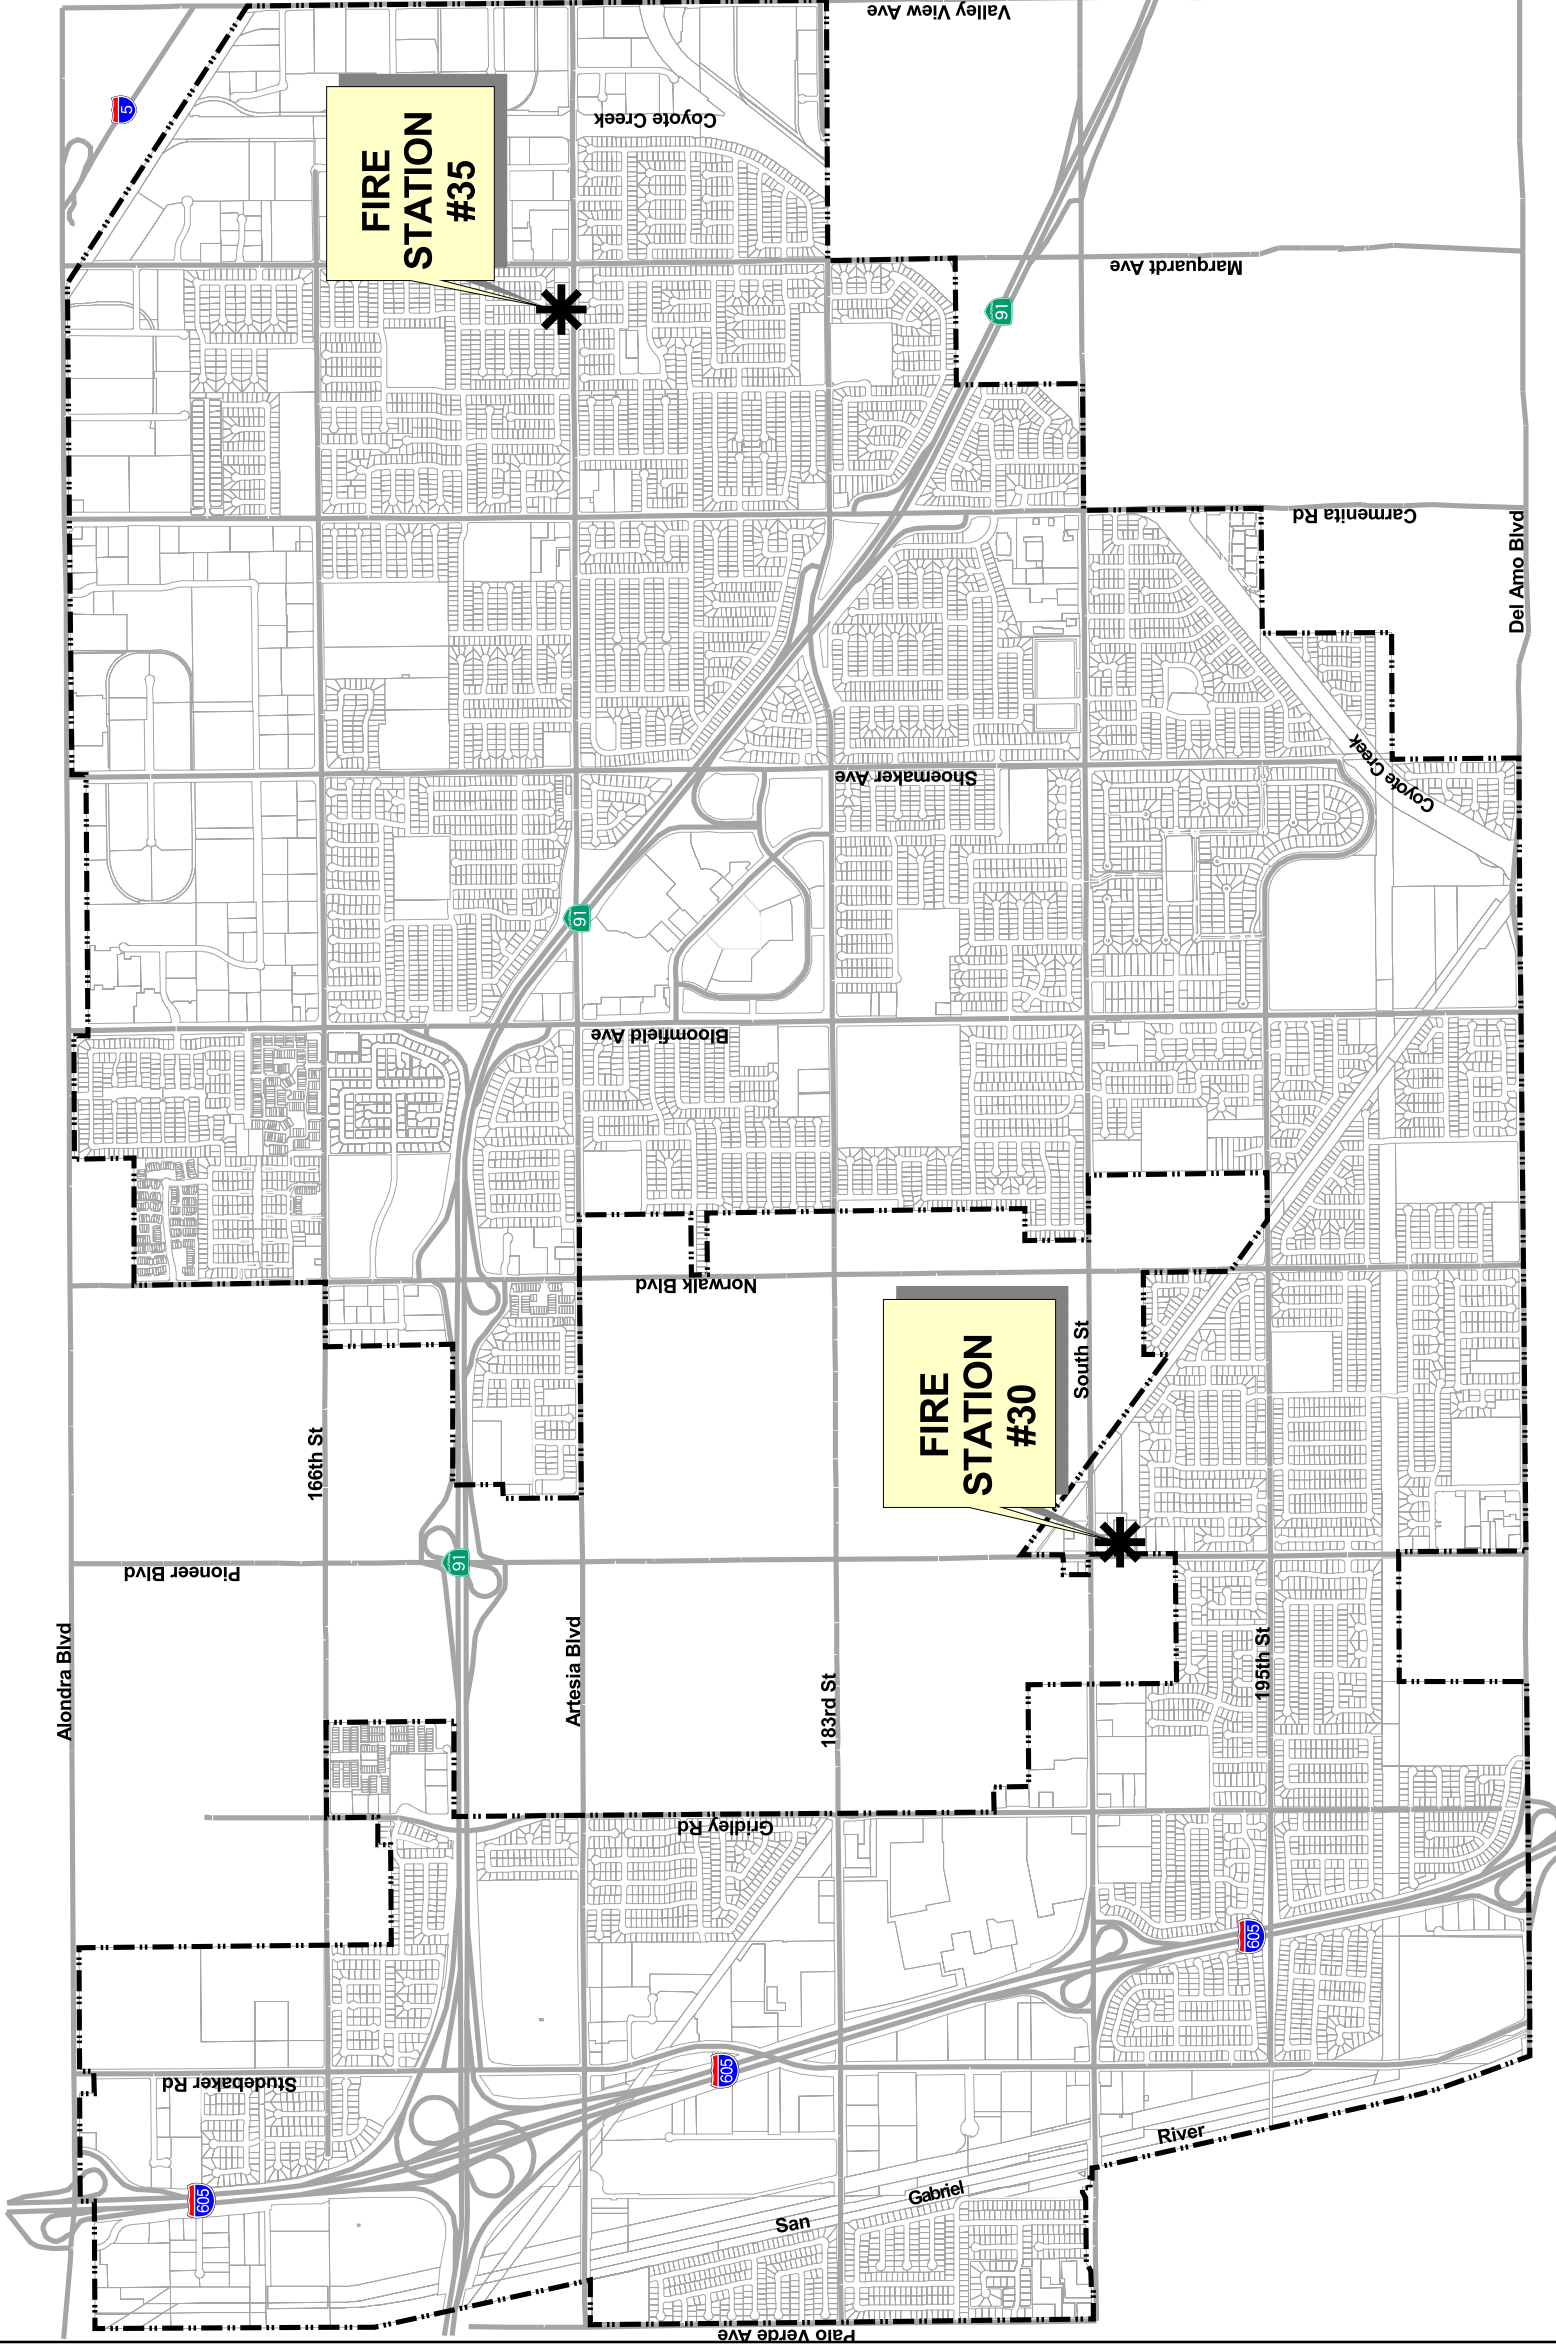 Valley View Ave
5
FIRE
STATION
#35
Coyote Creek
Marquardt Ave
91
Carmenita Rd
Del Amo Blvd
Coyote Creek
Shoemaker Ave
91
Bloomfield Ave
Norwalk Blvd
FIRE
STATION
#30
South St
166th St
Pioneer Blvd
91
Alondra Blvd
Artesia Blvd
183rd St
195th St
Gridley Rd
605
605
Studebaker Rd
605
San Gabriel River
Palo Verde Ave